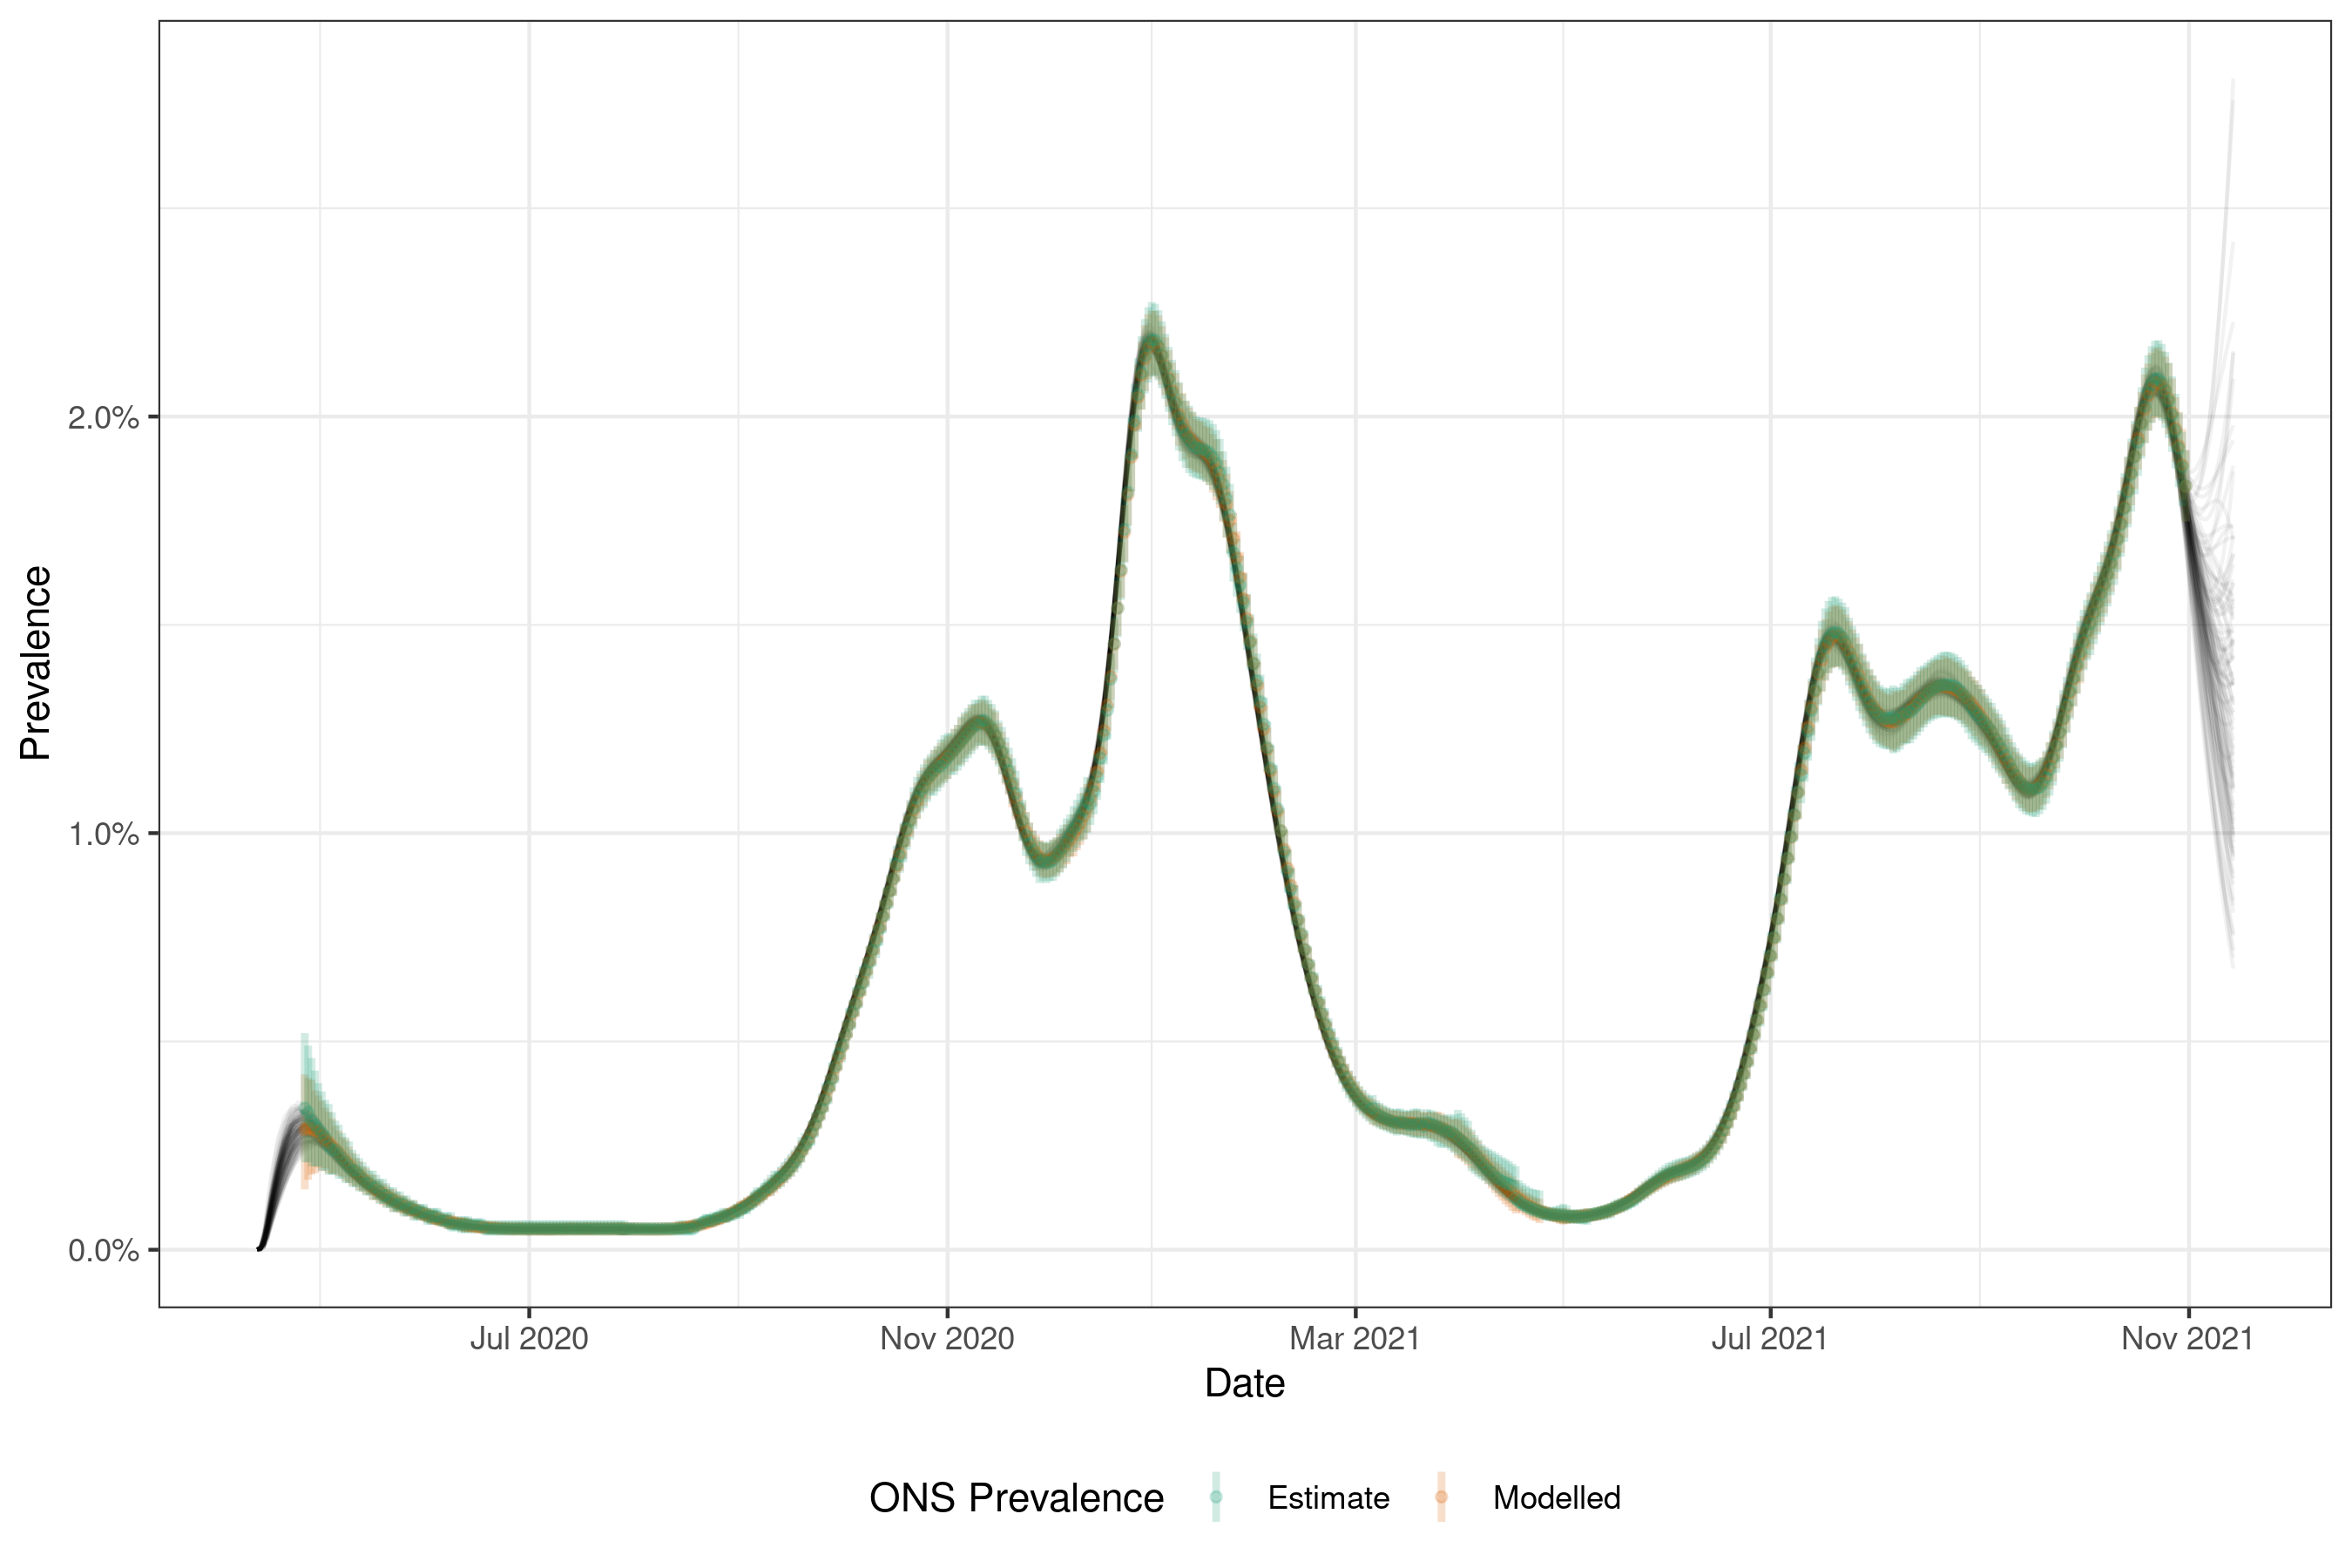 Prevalence
2.0%
1.0%
0.0%
Jul 2020
Nov 2020
Mar 2021
Jul 2021
Nov 2021
Date
ONS Prevalence
Estimate
Modelled